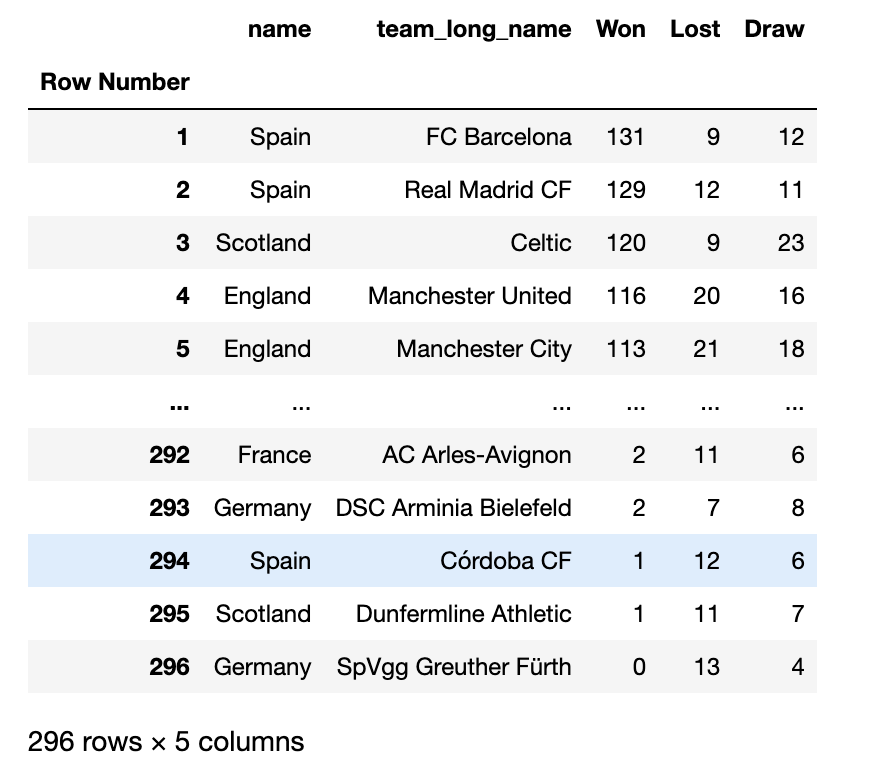 name team_long_name Won Lost Draw
Row Number
1 Spain FC Barcelona 131 9 12
2 Spain Real Madrid CF 129 12 11
3 Scotland Celtic 120 9 23
4 England Manchester United 116 20 16
5 England Manchester City 113 21 18
... ... ... ... ... ...
292 France AC Arles-Avignon 2 11 6
293 Germany DSC Arminia Bielefeld 2 7 8
294 Spain Córdoba CF 1 12 6
295 Scotland Dunfermline Athletic 1 11 7
296 Germany SpVgg Greuther Fürth 0 13 4
296 rows × 5 columns